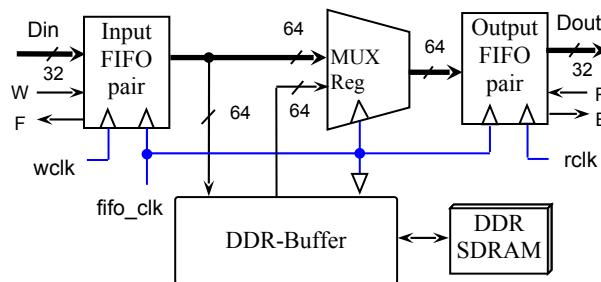 Din
32
W
F
Input
FIFO
pair
64
64
64
MUX
Reg
64
Output
FIFO
pair
Dout
32
wclk
fifo_clk
rclk
DDR-Buffer
DDR
SDRAM